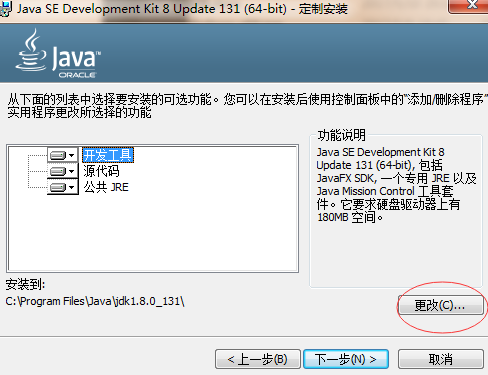 Java SE Development Kit 8 Update 131 (64-bit) - 定制安装
Java™
ORACLE
从下面的列表中选择要安装的可选功能。您可以在安装后使用控制面板中的"添加/删除程序"
实用程序更改所选择的功能
开发工具
源代码
公共 JRE
功能说明
Java SE Development Kit 8
Update 131 (64-bit), 包括
JavaFX SDK, 一个专用 JRE 以及
Java Mission Control 工具套
件。它要求硬盘驱动器上有
180MB 空间。
安装到:
C:\Program Files\Java\jdk1.8.0_131\
更改(C)...
< 上一步(B)
下一步(N) >
取消